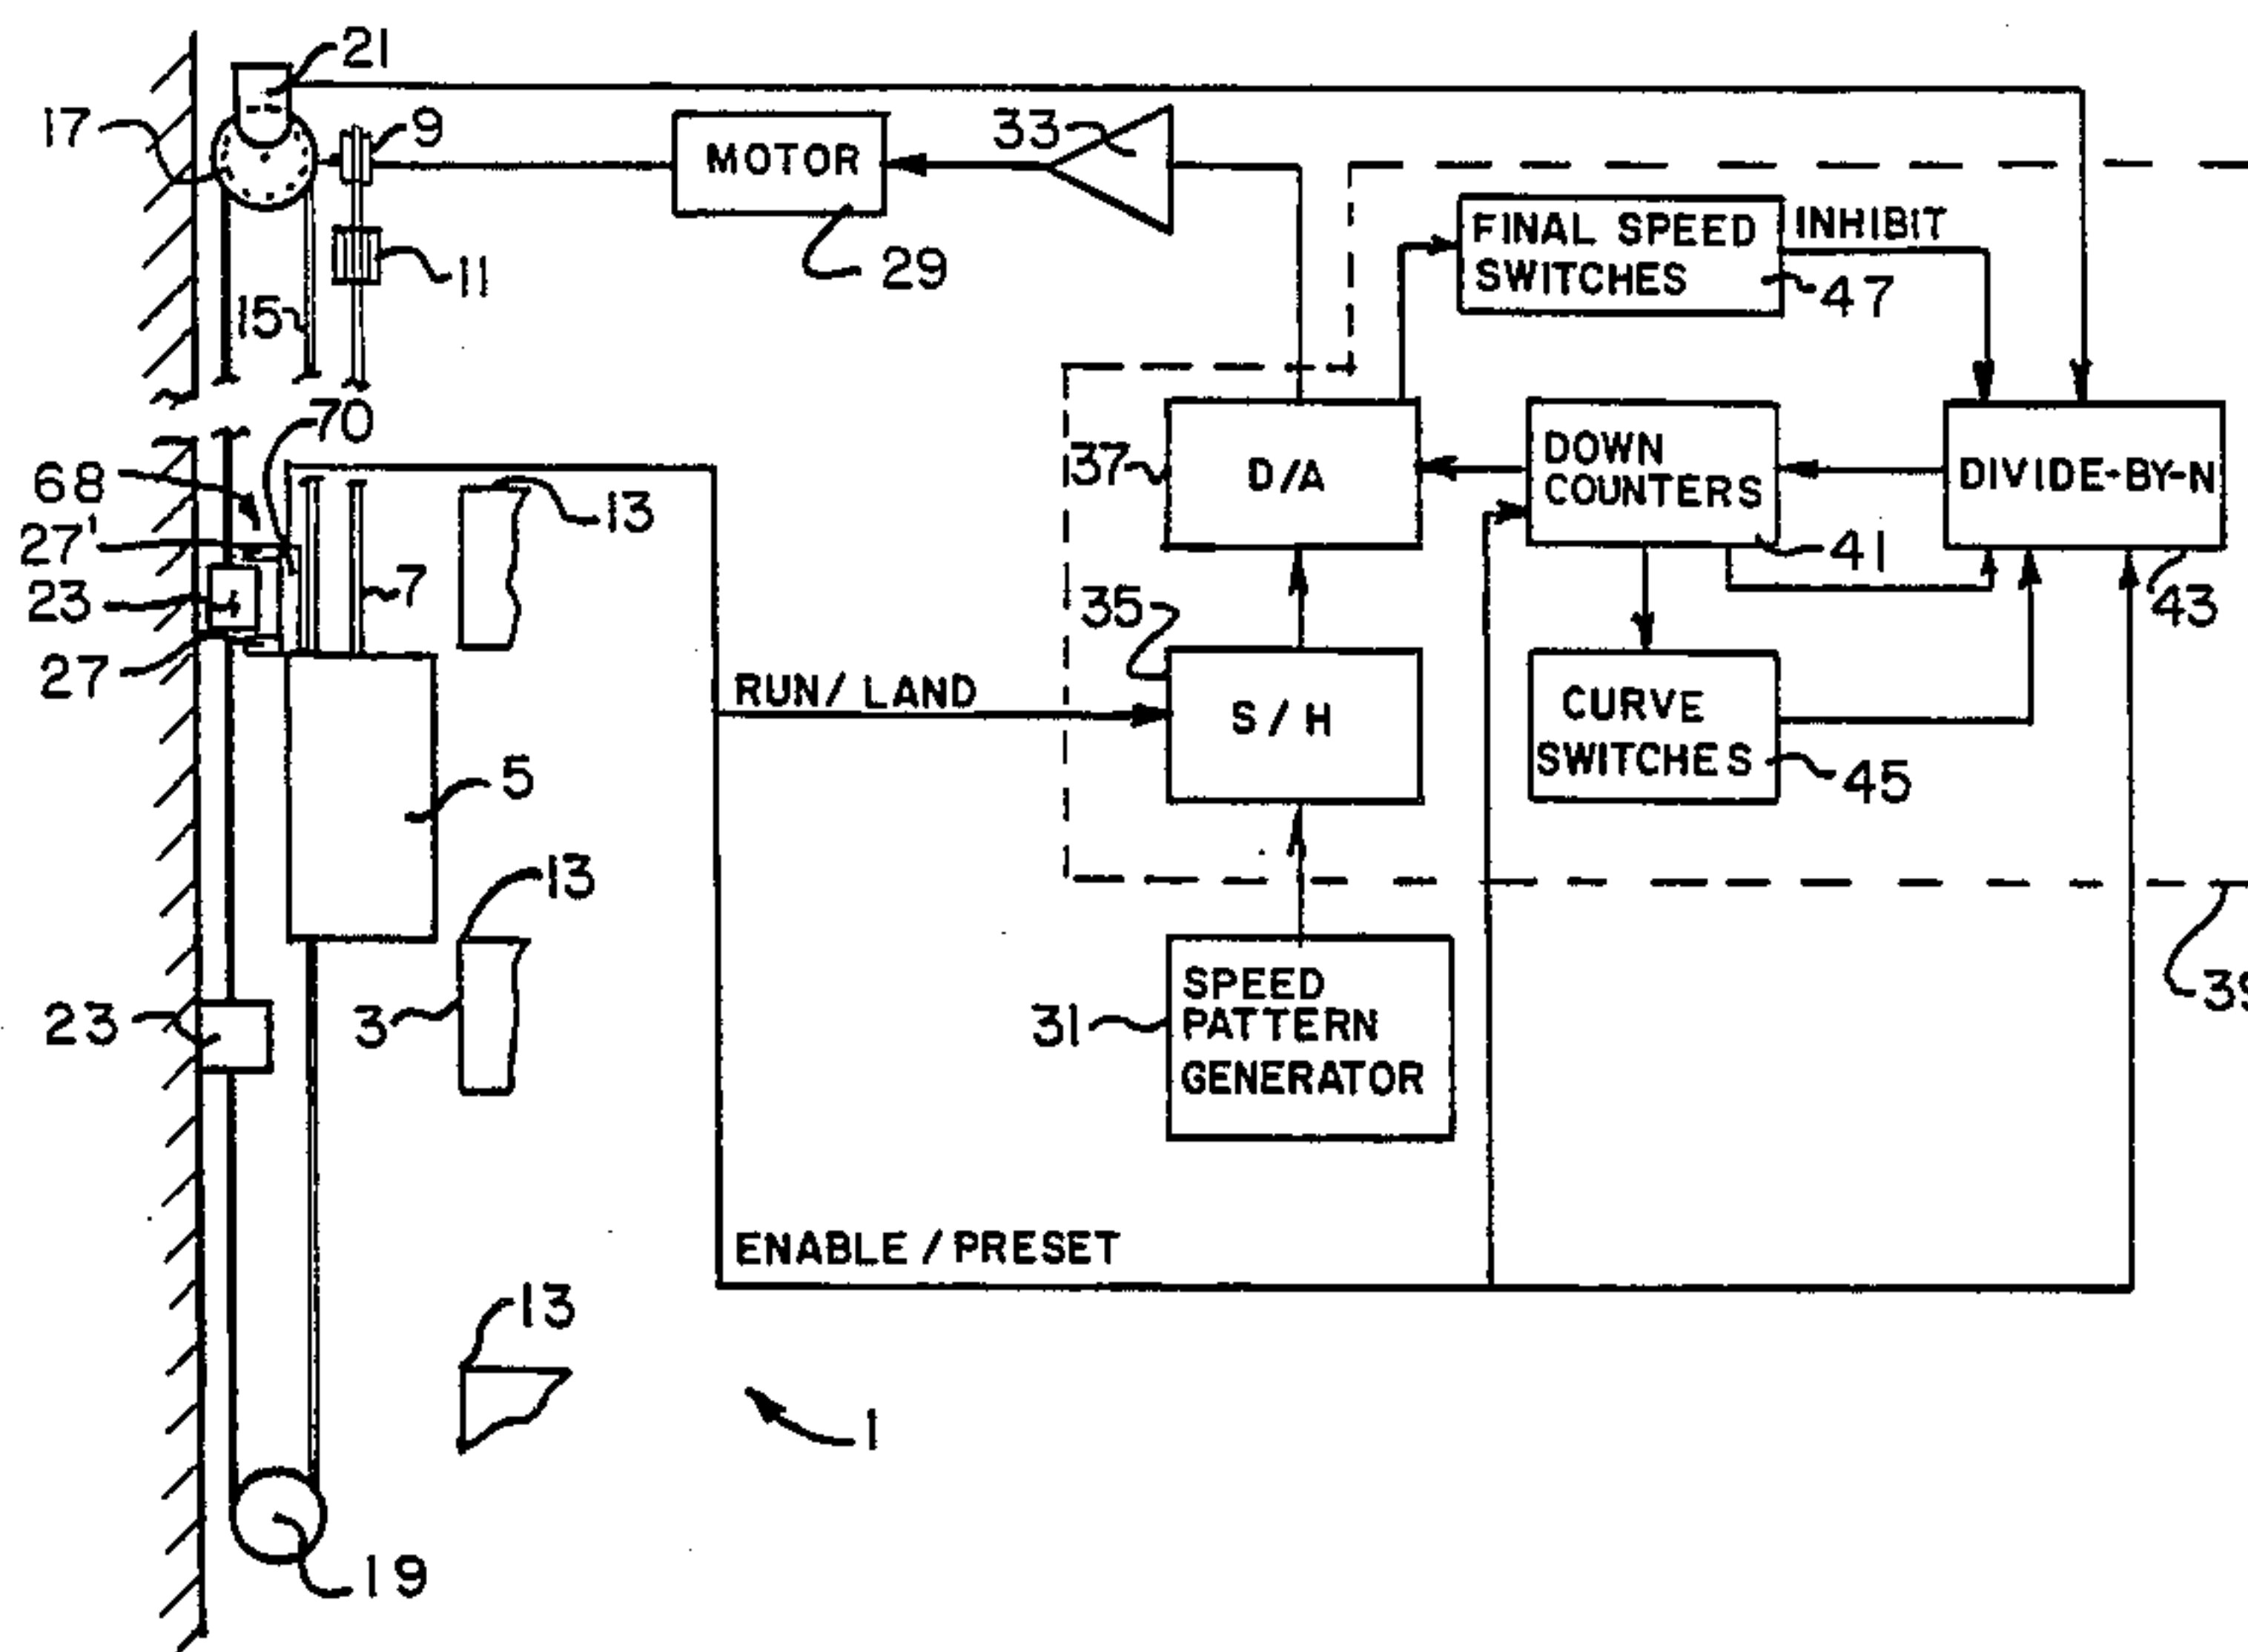 21
17
9
MOTOR
33
29
11
15
FINAL SPEED
SWITCHES
INHIBIT
47
70
68
27'
23
27
7
13
37
D/A
DOWN
COUNTERS
41
DIVIDE-BY-N
43
35
RUN/LAND
S/H
CURVE
SWITCHES
45
5
13
23
3
31
SPEED
PATTERN
GENERATOR
39
ENABLE/PRESET
13
1
19